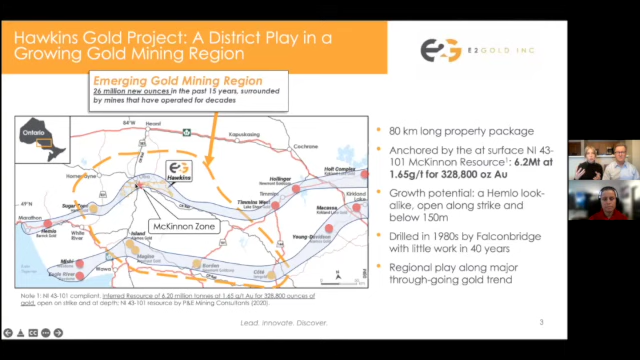 Hawkins Gold Project: A District Play in a
Growing Gold Mining Region
E2G
E2GOLD INC
Emerging Gold Mining Region
26 million new ounces in the past 15 years, surrounded
by mines that have operated for decades
Ontario
84°W
Hearst
Kapuskasing
Cochrane
E2G
Hawkins
Hornepayne
Holt Complex
Hollinger
Timmins West
Kirkland
Lake
Macassa
49°N
Sugar Zone
McKinnon Zone
Marathon
Hemlo
White
River
Young-Davidson
Island
Magino
Mishi
Wawa
Eagle River
Borden
Côté
80 km long property package
Anchored by the at surface NI 43-
101 McKinnon Resource¹: 6.2Mt at
1.65g/t for 328,800 oz Au
Growth potential: a Hemlo look-
alike, open along strike and
below 150m
Drilled in 1980s by Falconbridge
with little work in 40 years
Regional play along major
through-going gold trend
Note 1: NI 43-101 compliant. Inferred Resource of 6.20 million tonnes at 1.65 g/t Au for 328,800 ounces of
gold, open on strike and at depth; NI 43-101 resource by P&E Mining Consultants (2020).
Lead. Innovate. Discover.
3